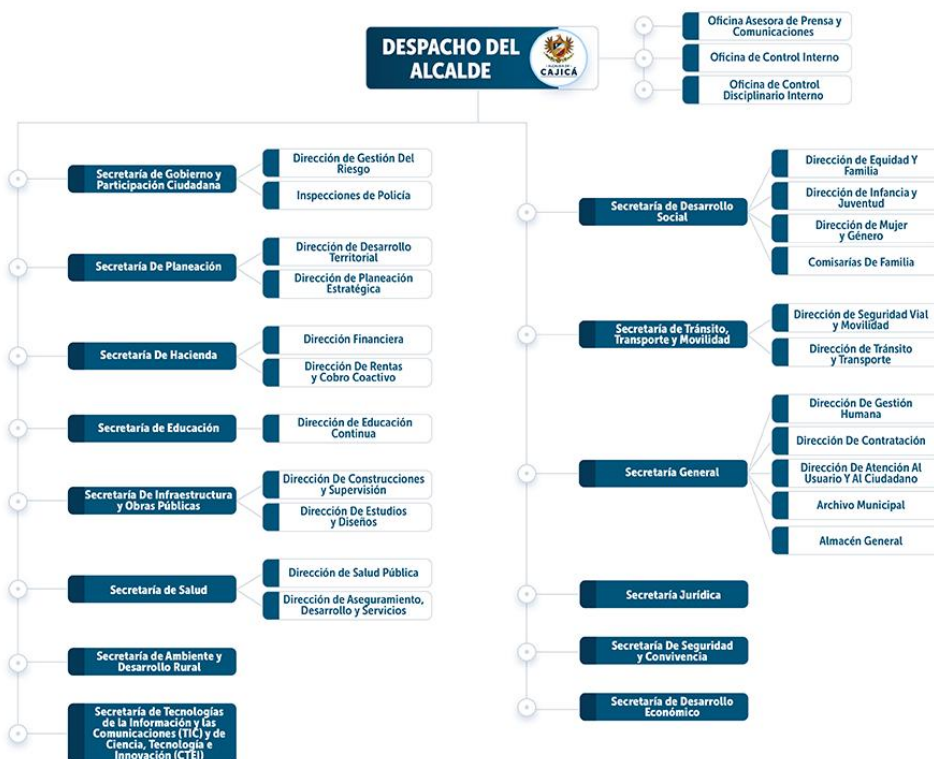 DESPACHO DEL
ALCALDE
ALCALDÍA DE
CAJICÁ
Oficina Asesora de Prensa y
Comunicaciones
Oficina de Control Interno
Oficina de Control
Disciplinario Interno
Secretaría de Gobierno y
Participación Ciudadana
Dirección de Gestión Del
Riesgo
Inspecciones de Policía
Secretaría De Planeación
Dirección de Desarrollo
Territorial
Dirección de Planeación
Estratégica
Secretaría De Hacienda
Dirección Financiera
Dirección De Rentas
y Cobro Coactivo
Secretaría de Educación
Dirección de Educación
Continua
Secretaría De Infraestructura
y Obras Públicas
Dirección De Construcciones
y Supervisión
Dirección De Estudios
y Diseños
Secretaría de Salud
Dirección de Salud Pública
Dirección de Aseguramiento,
Desarrollo y Servicios
Secretaría de Ambiente y
Desarrollo Rural
Secretaría de Tecnologías
de la Información y las
Comunicaciones (TIC) y de
Ciencia, Tecnología e
Innovación (CTEI)
Secretaría de Desarrollo
Social
Dirección de Equidad Y
Familia
Dirección de Infancia y
Juventud
Dirección de Mujer
y Género
Comisarías De Familia
Secretaría de Tránsito,
Transporte y Movilidad
Dirección de Seguridad Vial
y Movilidad
Dirección de Tránsito
y Transporte
Secretaría General
Dirección De Gestión
Humana
Dirección De Contratación
Dirección De Atención Al
Usuario Y Al Ciudadano
Archivo Municipal
Almacén General
Secretaría Jurídica
Secretaría De Seguridad
y Convivencia
Secretaría de Desarrollo
Económico